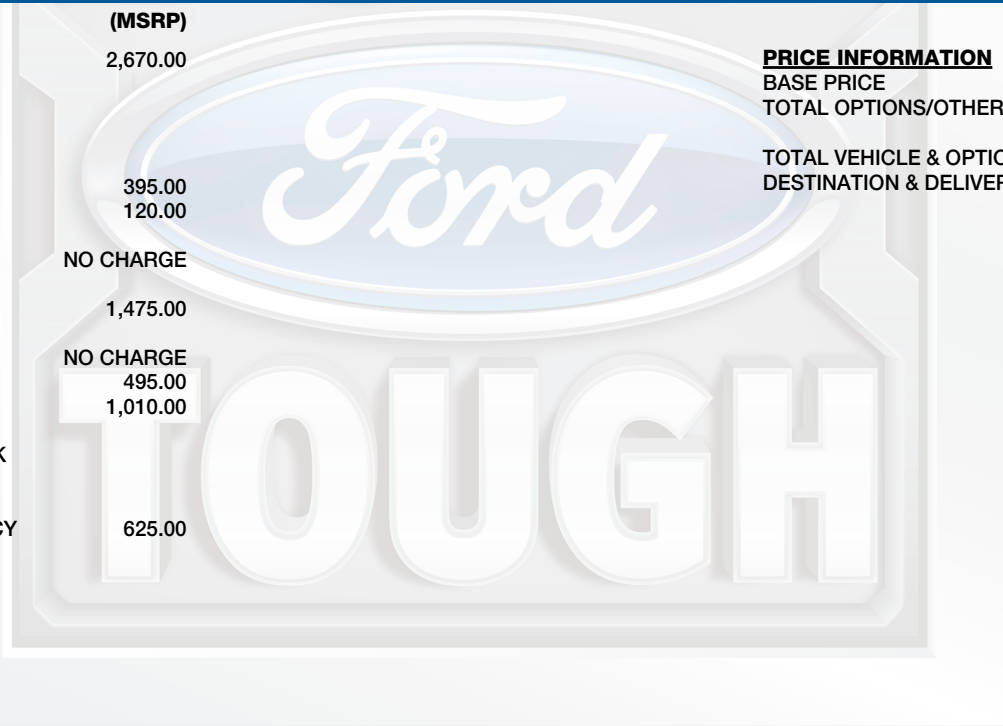 (MSRP)
2,670.00
395.00
120.00
NO CHARGE
1,475.00
NO CHARGE
495.00
1,010.00
K
CY 625.00
PRICE INFORMATION
BASE PRICE
TOTAL OPTIONS/OTHER
TOTAL VEHICLE & OPTIO
DESTINATION & DELIVER
Ford
TOUGH